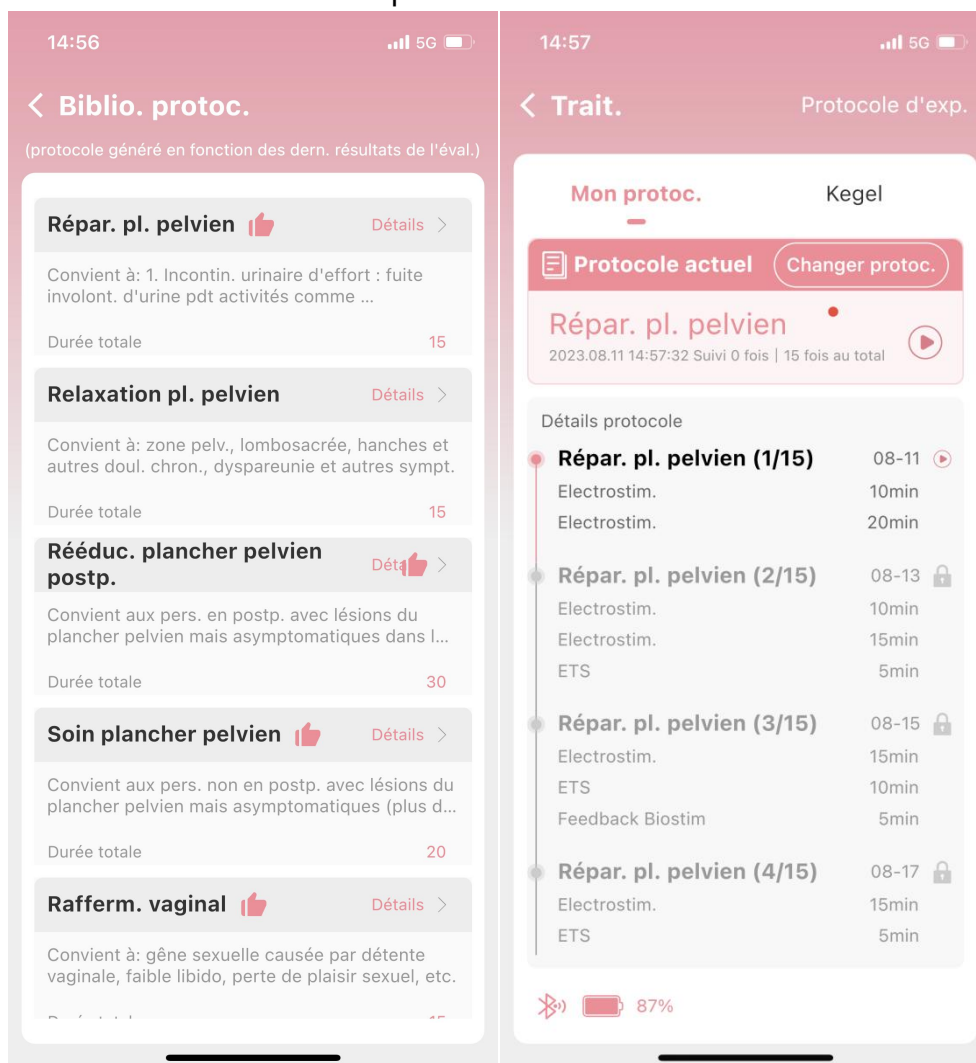 14:56
5G
Biblio. protoc.
(protocole généré en fonction des dern. résultats de l'éval.)
Répar. pl. pelvien
Détails
Convient à: 1. Incontin. urinaire d'effort : fuite
involont. d'urine pdt activités comme ...
Durée totale
15
Relaxation pl. pelvien
Détails
Convient à: zone pelv., lombosacrée, hanches et
autres doul. chron., dyspareunie et autres sympt.
Durée totale
15
Rééduc. plancher pelvien
postp.
Convient aux pers. en postp. avec lésions du
plancher pelvien mais asymptomatiques dans l...
Durée totale
30
Soin plancher pelvien
Détails
Convient aux pers. non en postp. avec lésions du
plancher pelvien mais asymptomatiques (plus d...
Durée totale
20
Rafferm. vaginal
Détails
Convient à: gêne sexuelle causée par détente
vaginale, faible libido, perte de plaisir sexuel, etc.
14:57
5G
Trait.
Protocole d'exp.
Mon protoc.
Kegel
Protocole actuel
Changer protoc.
Répar. pl. pelvien
2023.08.11 14:57:32 Suivi 0 fois | 15 fois au total
Détails protocole
Répar. pl. pelvien (1/15)
08-11
Electrostim.
10min
Electrostim.
20min
Répar. pl. pelvien (2/15)
08-13
Electrostim.
10min
Electrostim.
15min
ETS
5min
Répar. pl. pelvien (3/15)
08-15
Electrostim.
15min
ETS
10min
Feedback Biostim
5min
Répar. pl. pelvien (4/15)
08-17
Electrostim.
15min
ETS
5min
87%